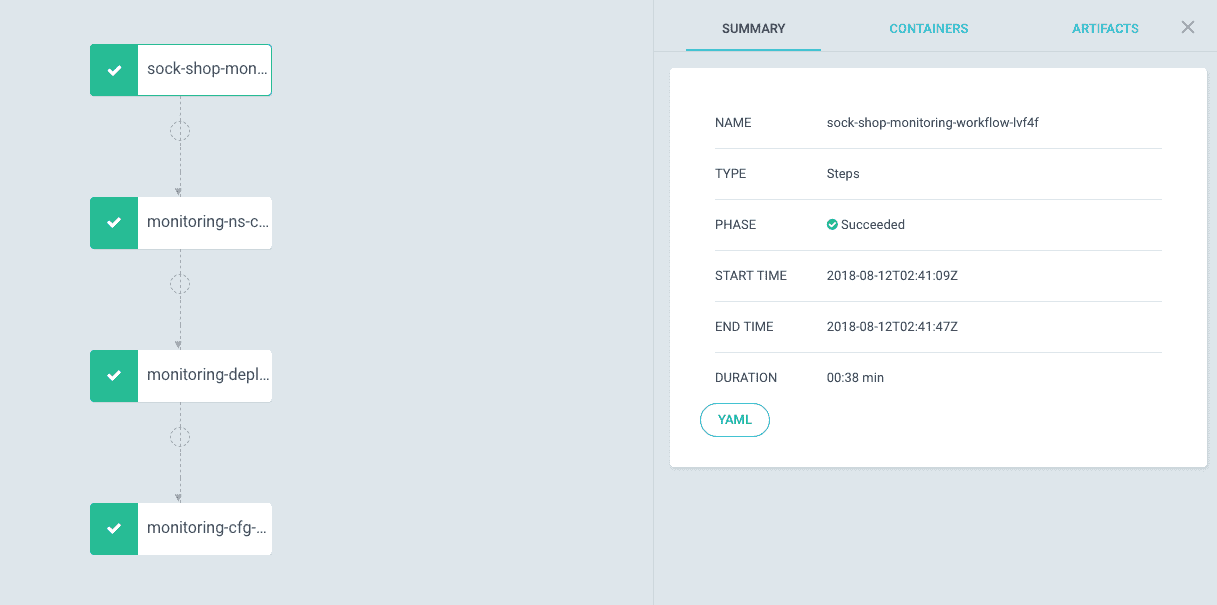 sock-shop-mon...
monitoring-ns-c...
monitoring-depl...
monitoring-cfg-...
SUMMARY CONTAINERS ARTIFACTS
NAME sock-shop-monitoring-workflow-lvf4f
TYPE Steps
PHASE Succeeded
START TIME 2018-08-12T02:41:09Z
END TIME 2018-08-12T02:41:47Z
DURATION 00:38 min
YAML